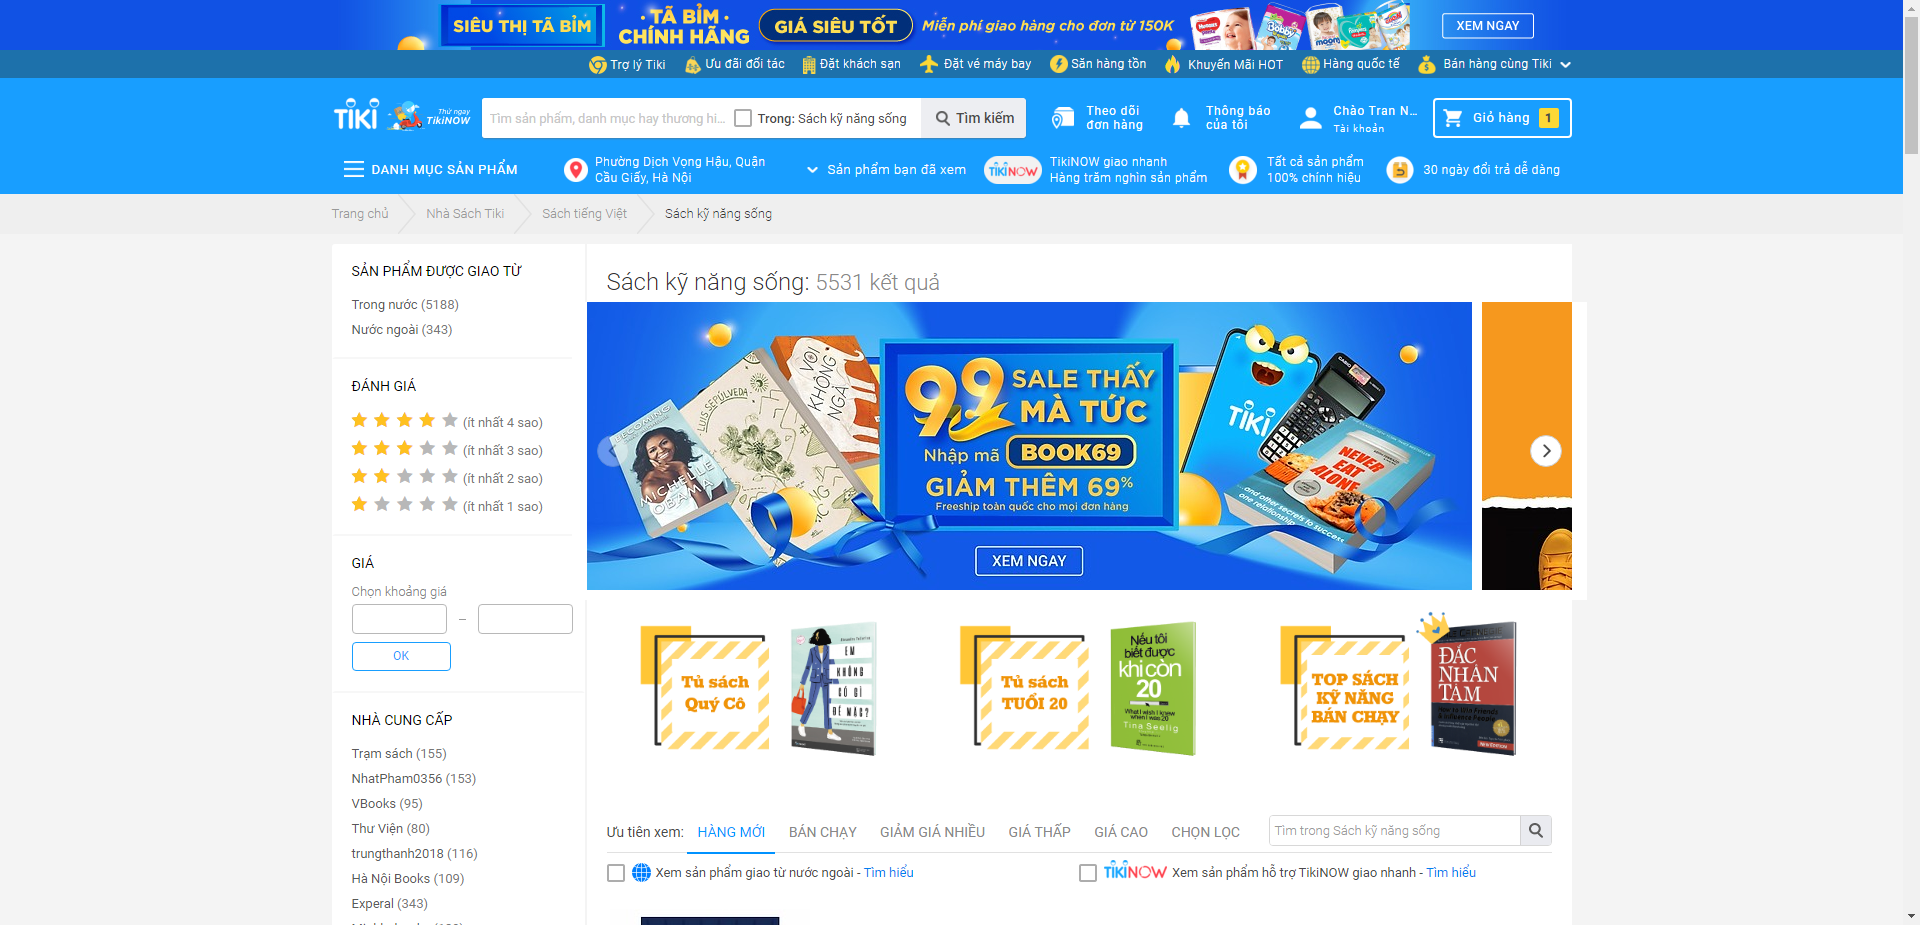 SIÊU THỊ TÃ BỈM
TÃ BỈM
CHÍNH HÃNG
GIÁ SIÊU TỐT
Miễn phí giao hàng cho đơn từ 150K
XEM NGAY
Trợ lý Tiki
Ưu đãi đối tác
Đặt khách sạn
Đặt vé máy bay
Săn hàng tồn
Khuyến Mãi HOT
Hàng quốc tế
Bán hàng cùng Tiki
TIKI
Thử ngay
TikiNOW
Tìm sản phẩm, danh mục hay thương hi...
Trong: Sách kỹ năng sống
Tìm kiếm
Theo dõi
đơn hàng
Thông báo
của tôi
Chào Tran N...
Tài khoản
Giỏ hàng 1
DANH MỤC SẢN PHẨM
Phường Dịch Vọng Hậu, Quận
Cầu Giấy, Hà Nội
Sản phẩm bạn đã xem
TIKINOW
TikiNOW giao nhanh
Hàng trăm nghìn sản phẩm
Tất cả sản phẩm
100% chính hiệu
30 ngày đổi trả dễ dàng
Trang chủ
Nhà Sách Tiki
Sách tiếng Việt
Sách kỹ năng sống
SẢN PHẨM ĐƯỢC GIAO TỪ
Trong nước (5188)
Nước ngoài (343)
ĐÁNH GIÁ
(ít nhất 4 sao)
(ít nhất 3 sao)
(ít nhất 2 sao)
(ít nhất 1 sao)
GIÁ
Chọn khoảng giá
–
OK
NHÀ CUNG CẤP
Trạm sách (155)
NhatPham0356 (153)
VBooks (95)
Thư Viện (80)
trungthanh2018 (116)
Hà Nội Books (109)
Experal (343)
Sách kỹ năng sống: 5531 kết quả
BECOMING
MICHELLE
OBAMA
LUIS SEPÚLVEDA
VOI
KHÔNG
NGÀ
9.9
SALE THẤY
MÀ TỨC
Nhập mã BOOK69
GIẢM THÊM 69%
Freeship toàn quốc cho mọi đơn hàng
XEM NGAY
TIKI
CASIO
NEVER
EAT
ALONE
...and other secrets to success
one relationship
Tủ sách
Quý Cô
EM
KHÔNG
CÓ GÌ
ĐỂ MẶC?
Tủ sách
TUỔI 20
Nếu tôi
biết được
khi còn
20
What I wish I knew
when I was 20
Tina Seelig
TOP SÁCH
KỸ NĂNG
BÁN CHẠY
ĐẮC
NHÂN
TÂM
How to Win Friends
& Influence People
Ưu tiên xem:
HÀNG MỚI
BÁN CHẠY
GIẢM GIÁ NHIỀU
GIÁ THẤP
GIÁ CAO
CHỌN LỌC
Tìm trong Sách kỹ năng sống
Xem sản phẩm giao từ nước ngoài - Tìm hiểu
TIKINOW Xem sản phẩm hỗ trợ TikiNOW giao nhanh - Tìm hiểu